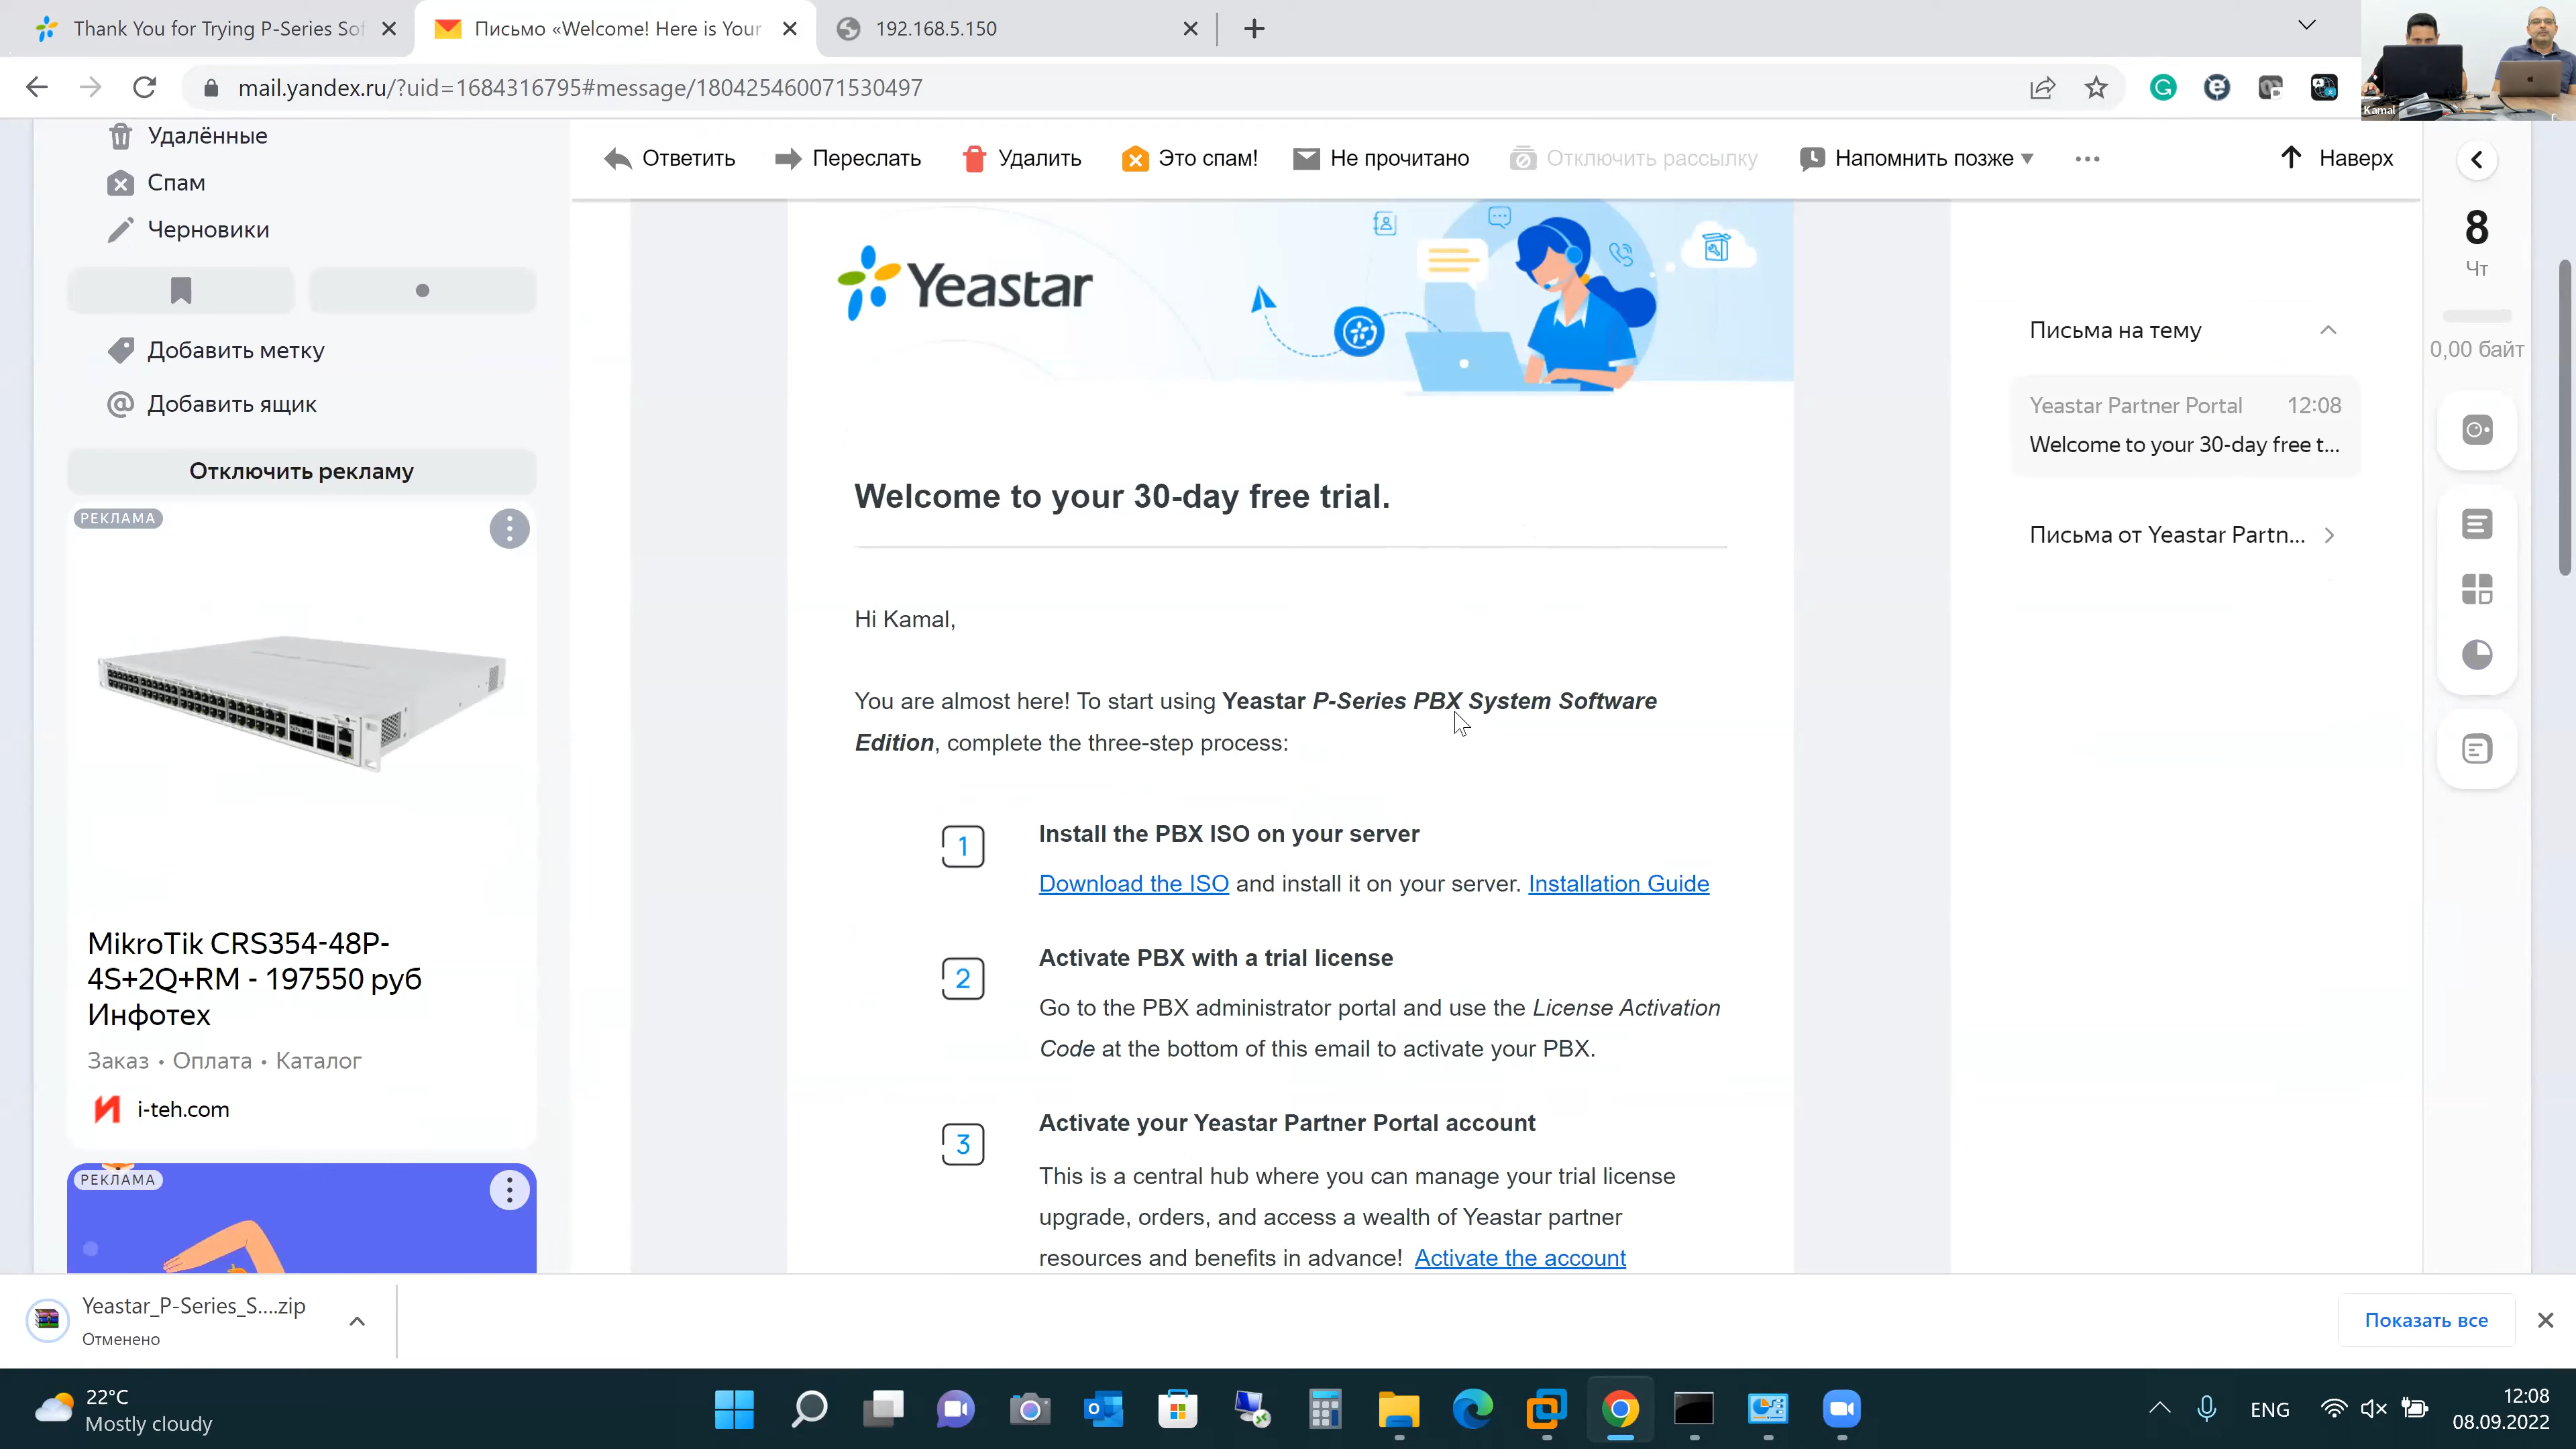 Thank You for Trying P-Series Sof
Письмо «Welcome! Here is Your
192.168.5.150
mail.yandex.ru/?uid=1684316795#message/180425460071530497
Kamal
Удалённые
Спам
Черновики
Добавить метку
Добавить ящик
Отключить рекламу
РЕКЛАМА
MikroTik CRS354-48P-
4S+2Q+RM - 197550 руб
Инфотех
Заказ • Оплата • Каталог
i-teh.com
РЕКЛАМА
Ответить
Переслать
Удалить
Это спам!
Не прочитано
Отключить рассылку
Напомнить позже
Наверх
Yeastar
Welcome to your 30-day free trial.
Hi Kamal,
You are almost here! To start using Yeastar P-Series PBX System Software
Edition, complete the three-step process:
1
Install the PBX ISO on your server
Download the ISO and install it on your server. Installation Guide
2
Activate PBX with a trial license
Go to the PBX administrator portal and use the License Activation
Code at the bottom of this email to activate your PBX.
3
Activate your Yeastar Partner Portal account
This is a central hub where you can manage your trial license
upgrade, orders, and access a wealth of Yeastar partner
resources and benefits in advance! Activate the account
Письма на тему
Yeastar Partner Portal 12:08
Welcome to your 30-day free t...
Письма от Yeastar Partn...
8
Чт
0,00 байт
Yeastar_P-Series_S....zip
Отменено
Показать все
22°C
Mostly cloudy
ENG
12:08
08.09.2022